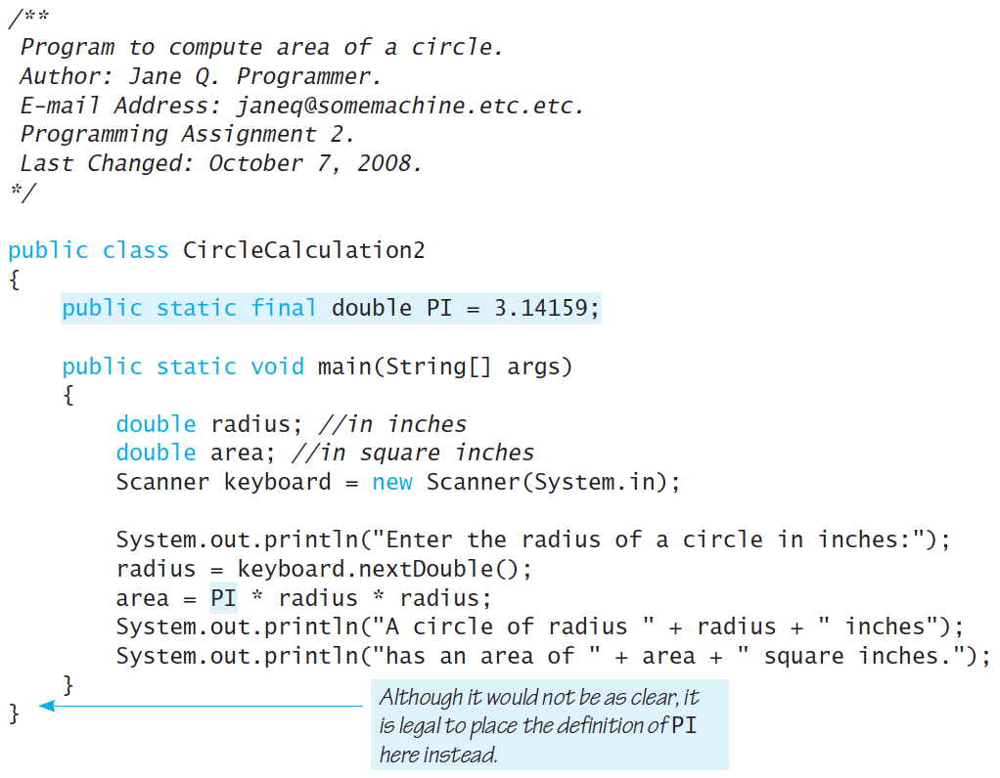 /**
 Program to compute area of a circle.
 Author: Jane Q. Programmer.
 E-mail Address: janeq@somemachine.etc.etc.
 Programming Assignment 2.
 Last Changed: October 7, 2008.
*/
public class CircleCalculation2
{
    public static final double PI = 3.14159;
    public static void main(String[] args)
    {
        double radius; //in inches
        double area; //in square inches
        Scanner keyboard = new Scanner(System.in);
        System.out.println("Enter the radius of a circle in inches:");
        radius = keyboard.nextDouble();
        area = PI * radius * radius;
        System.out.println("A circle of radius " + radius + " inches");
        System.out.println("has an area of " + area + " square inches.");
    }
}
Although it would not be as clear, it
is legal to place the definition of PI
here instead.